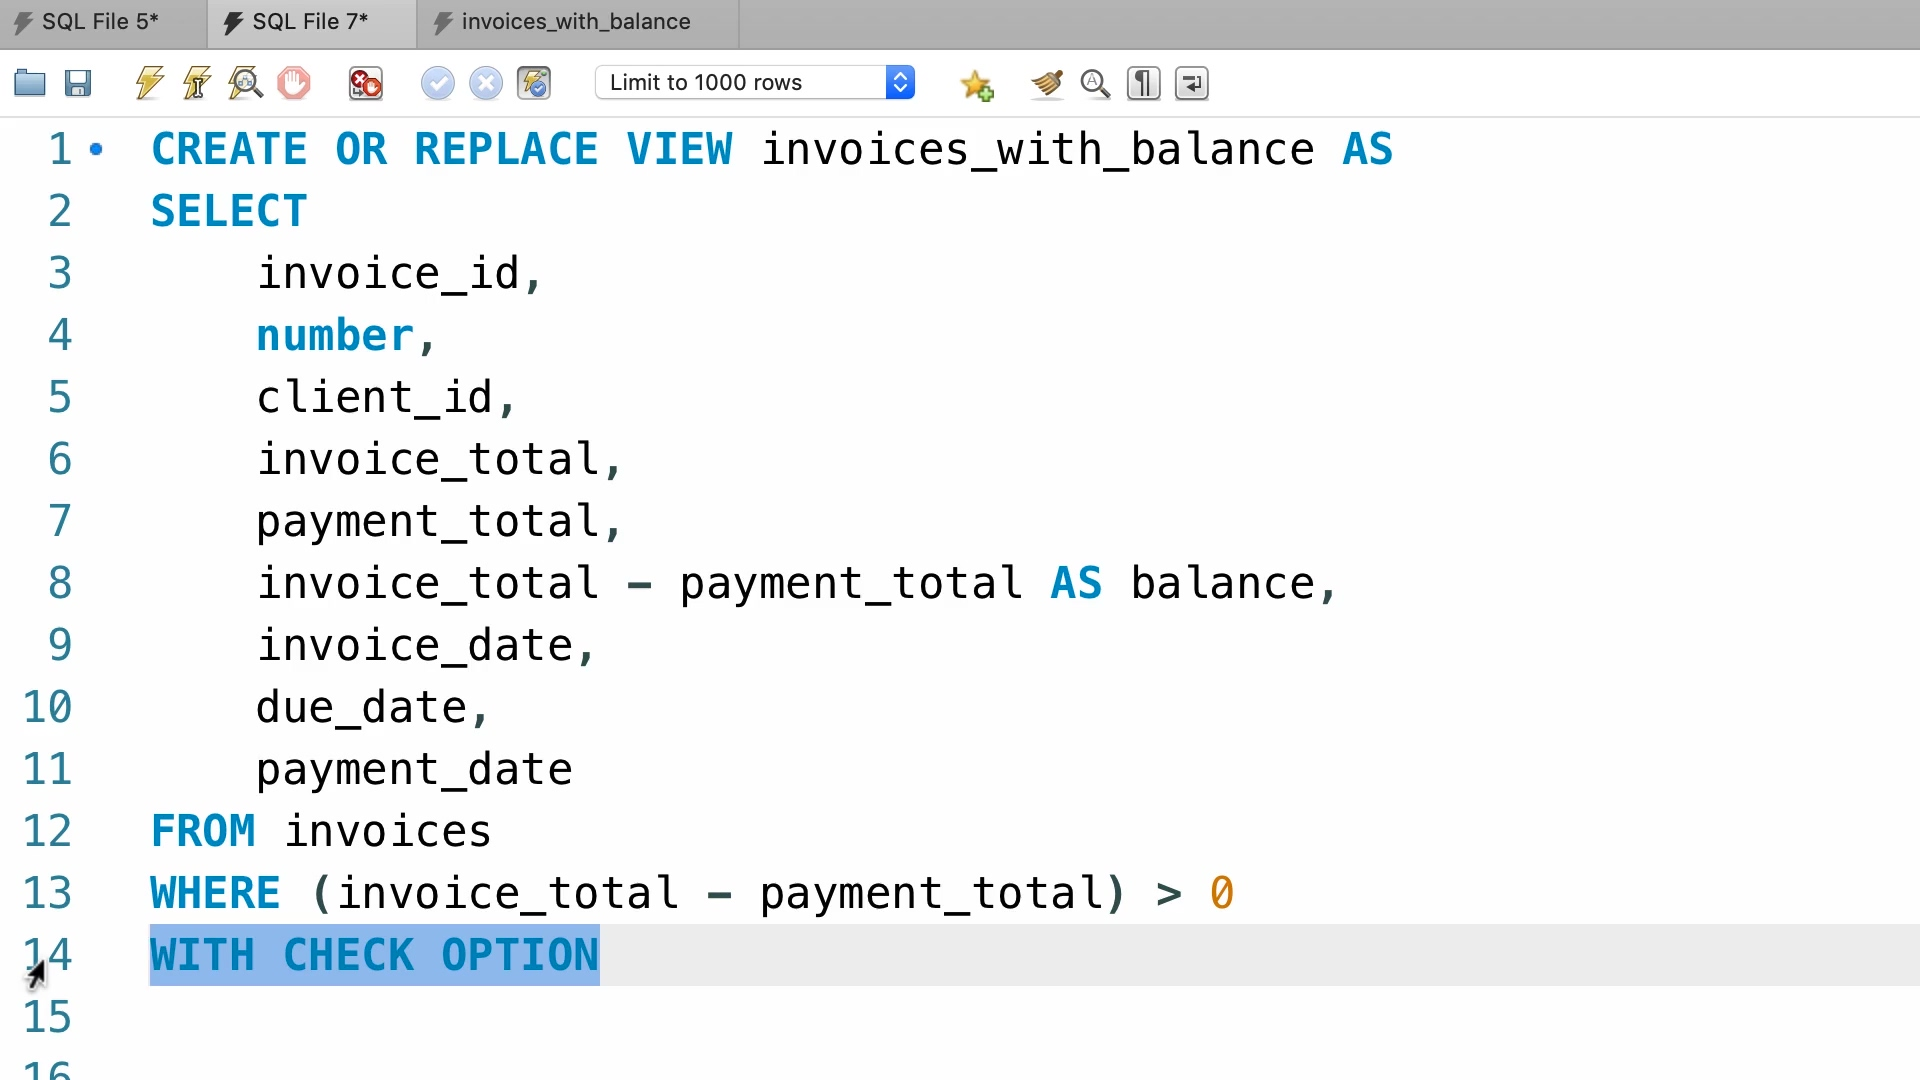 SQL File 5* SQL File 7* invoices_with_balance
Limit to 1000 rows
1 CREATE OR REPLACE VIEW invoices_with_balance AS
2 SELECT
3 invoice_id,
4 number,
5 client_id,
6 invoice_total,
7 payment_total,
8 invoice_total - payment_total AS balance,
9 invoice_date,
10 due_date,
11 payment_date
12 FROM invoices
13 WHERE (invoice_total - payment_total) > 0
14 WITH CHECK OPTION
15
16